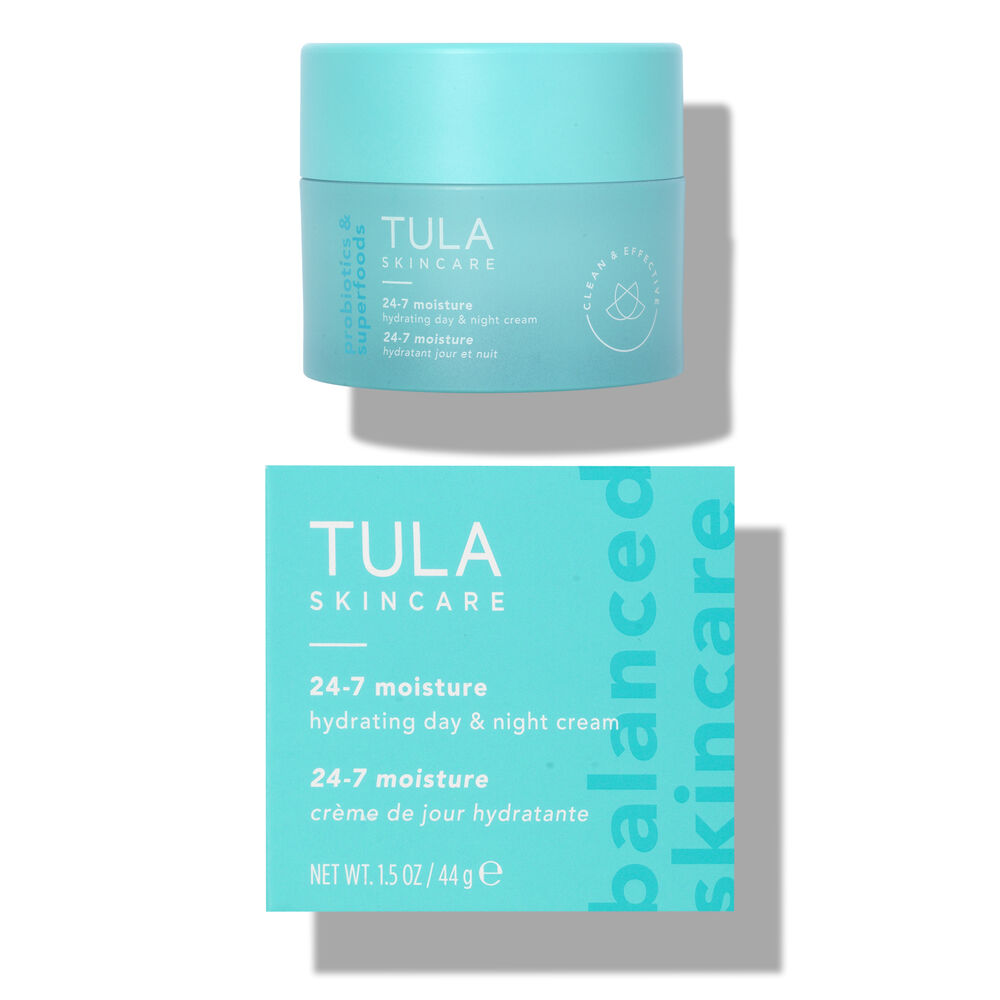 probiotics &
superfoods
TULA
SKINCARE
24-7 moisture
hydrating day & night cream
24-7 moisture
hydratant jour et nuit
CLEAN & EFFECTIVE
TULA
SKINCARE
24-7 moisture
hydrating day & night cream
24-7 moisture
crème de jour hydratante
NET WT. 1.5 OZ / 44 g ℮
balanced
skincare